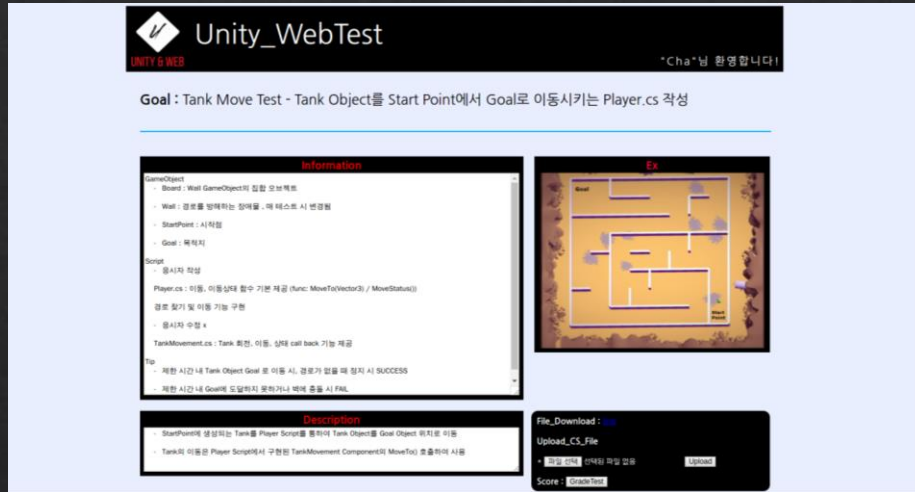 Unity_WebTest
UNITY & WEB
"Cha"님 환영합니다!
Goal : Tank Move Test - Tank Object를 Start Point에서 Goal로 이동시키는 Player.cs 작성
Information
GameObject
- Board : Wall GameObject의 집합 오브젝트
- Wall : 경로를 방해하는 장애물 , 매 테스트 시 변경됨
- StartPoint : 시작점
- Goal : 목적지
Script
- 응시자 작성
Player.cs : 이동, 이동상태 함수 기본 제공 (func: MoveTo(Vector3) / MoveStatus())
경로 찾기 및 이동 기능 구현
- 응시자 수정 x
TankMovement.cs : Tank 회전, 이동, 상태 call back 기능 제공
Tip
- 제한 시간 내 Tank Object Goal 로 이동 시, 경로가 없을 때 정지 시 SUCCESS
- 제한 시간 내 Goal에 도달하지 못하거나 벽에 충돌 시 FAIL
Ex
Goal
Start
Point
Description
- StartPoint에 생성되는 Tank를 Player Script를 통하여 Tank Object를 Goal Object 위치로 이동
- Tank의 이동은 Player Script에서 구현된 TankMovement Component의 MoveTo() 호출하여 사용
File_Download :
Upload_CS_File
파일 선택 선택된 파일 없음 Upload
Score : GradeTest